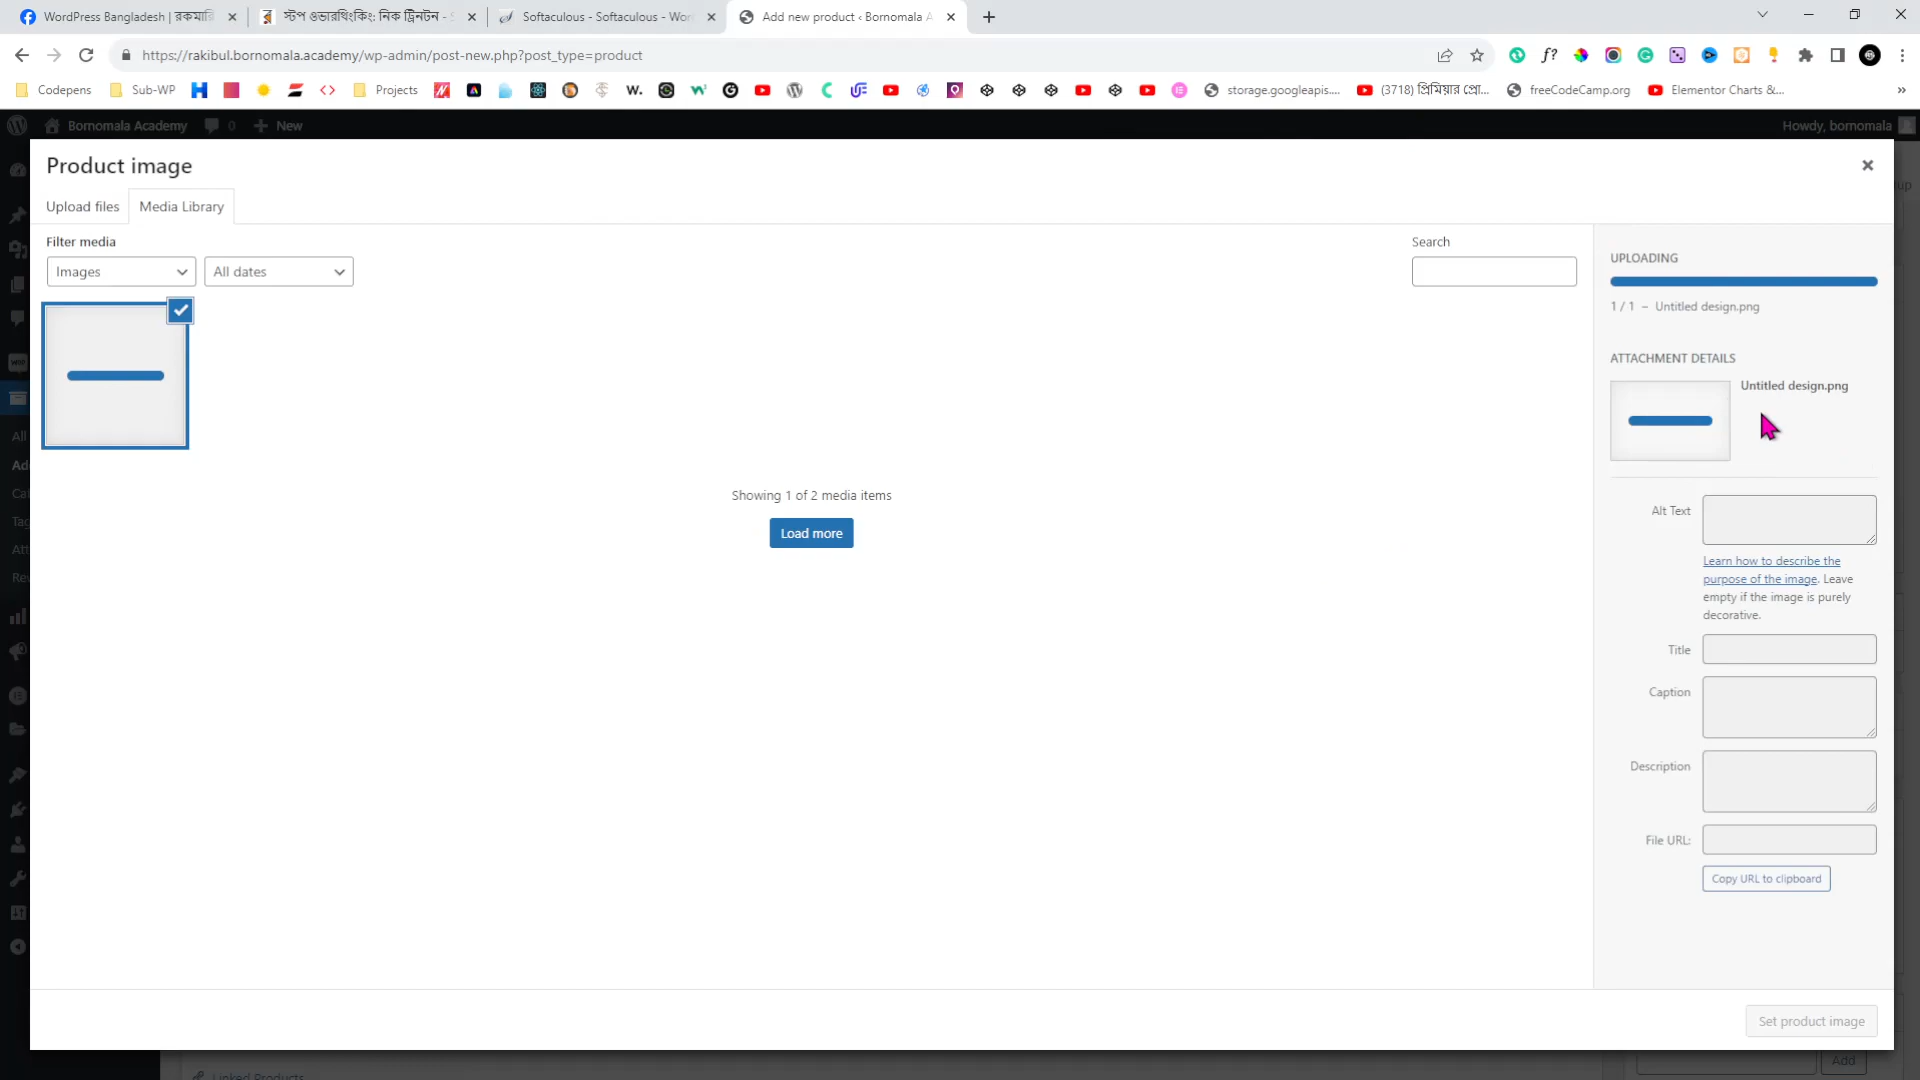 WordPress Bangladesh | রকমারি
স্টপ ওভারথিংকিং: নিক ট্রিনটন -
Softaculous - Softaculous - Wor
Add new product ‹ Bornomala A
https://rakibul.bornomala.academy/wp-admin/post-new.php?post_type=product
Codepens
Sub-WP
Projects
storage.googleapis....
(3718) প্রিমিয়ার প্রো...
freeCodeCamp.org
Elementor Charts &...
Bornomala Academy
0
New
Howdy, bornomala
Product image
Upload files
Media Library
Filter media
Images
All dates
Search
Showing 1 of 2 media items
Load more
UPLOADING
1 / 1 – Untitled design.png
ATTACHMENT DETAILS
Untitled design.png
Alt Text
Learn how to describe the
purpose of the image. Leave
empty if the image is purely
decorative.
Title
Caption
Description
File URL:
Copy URL to clipboard
Set product image
All
Linked Products
Add